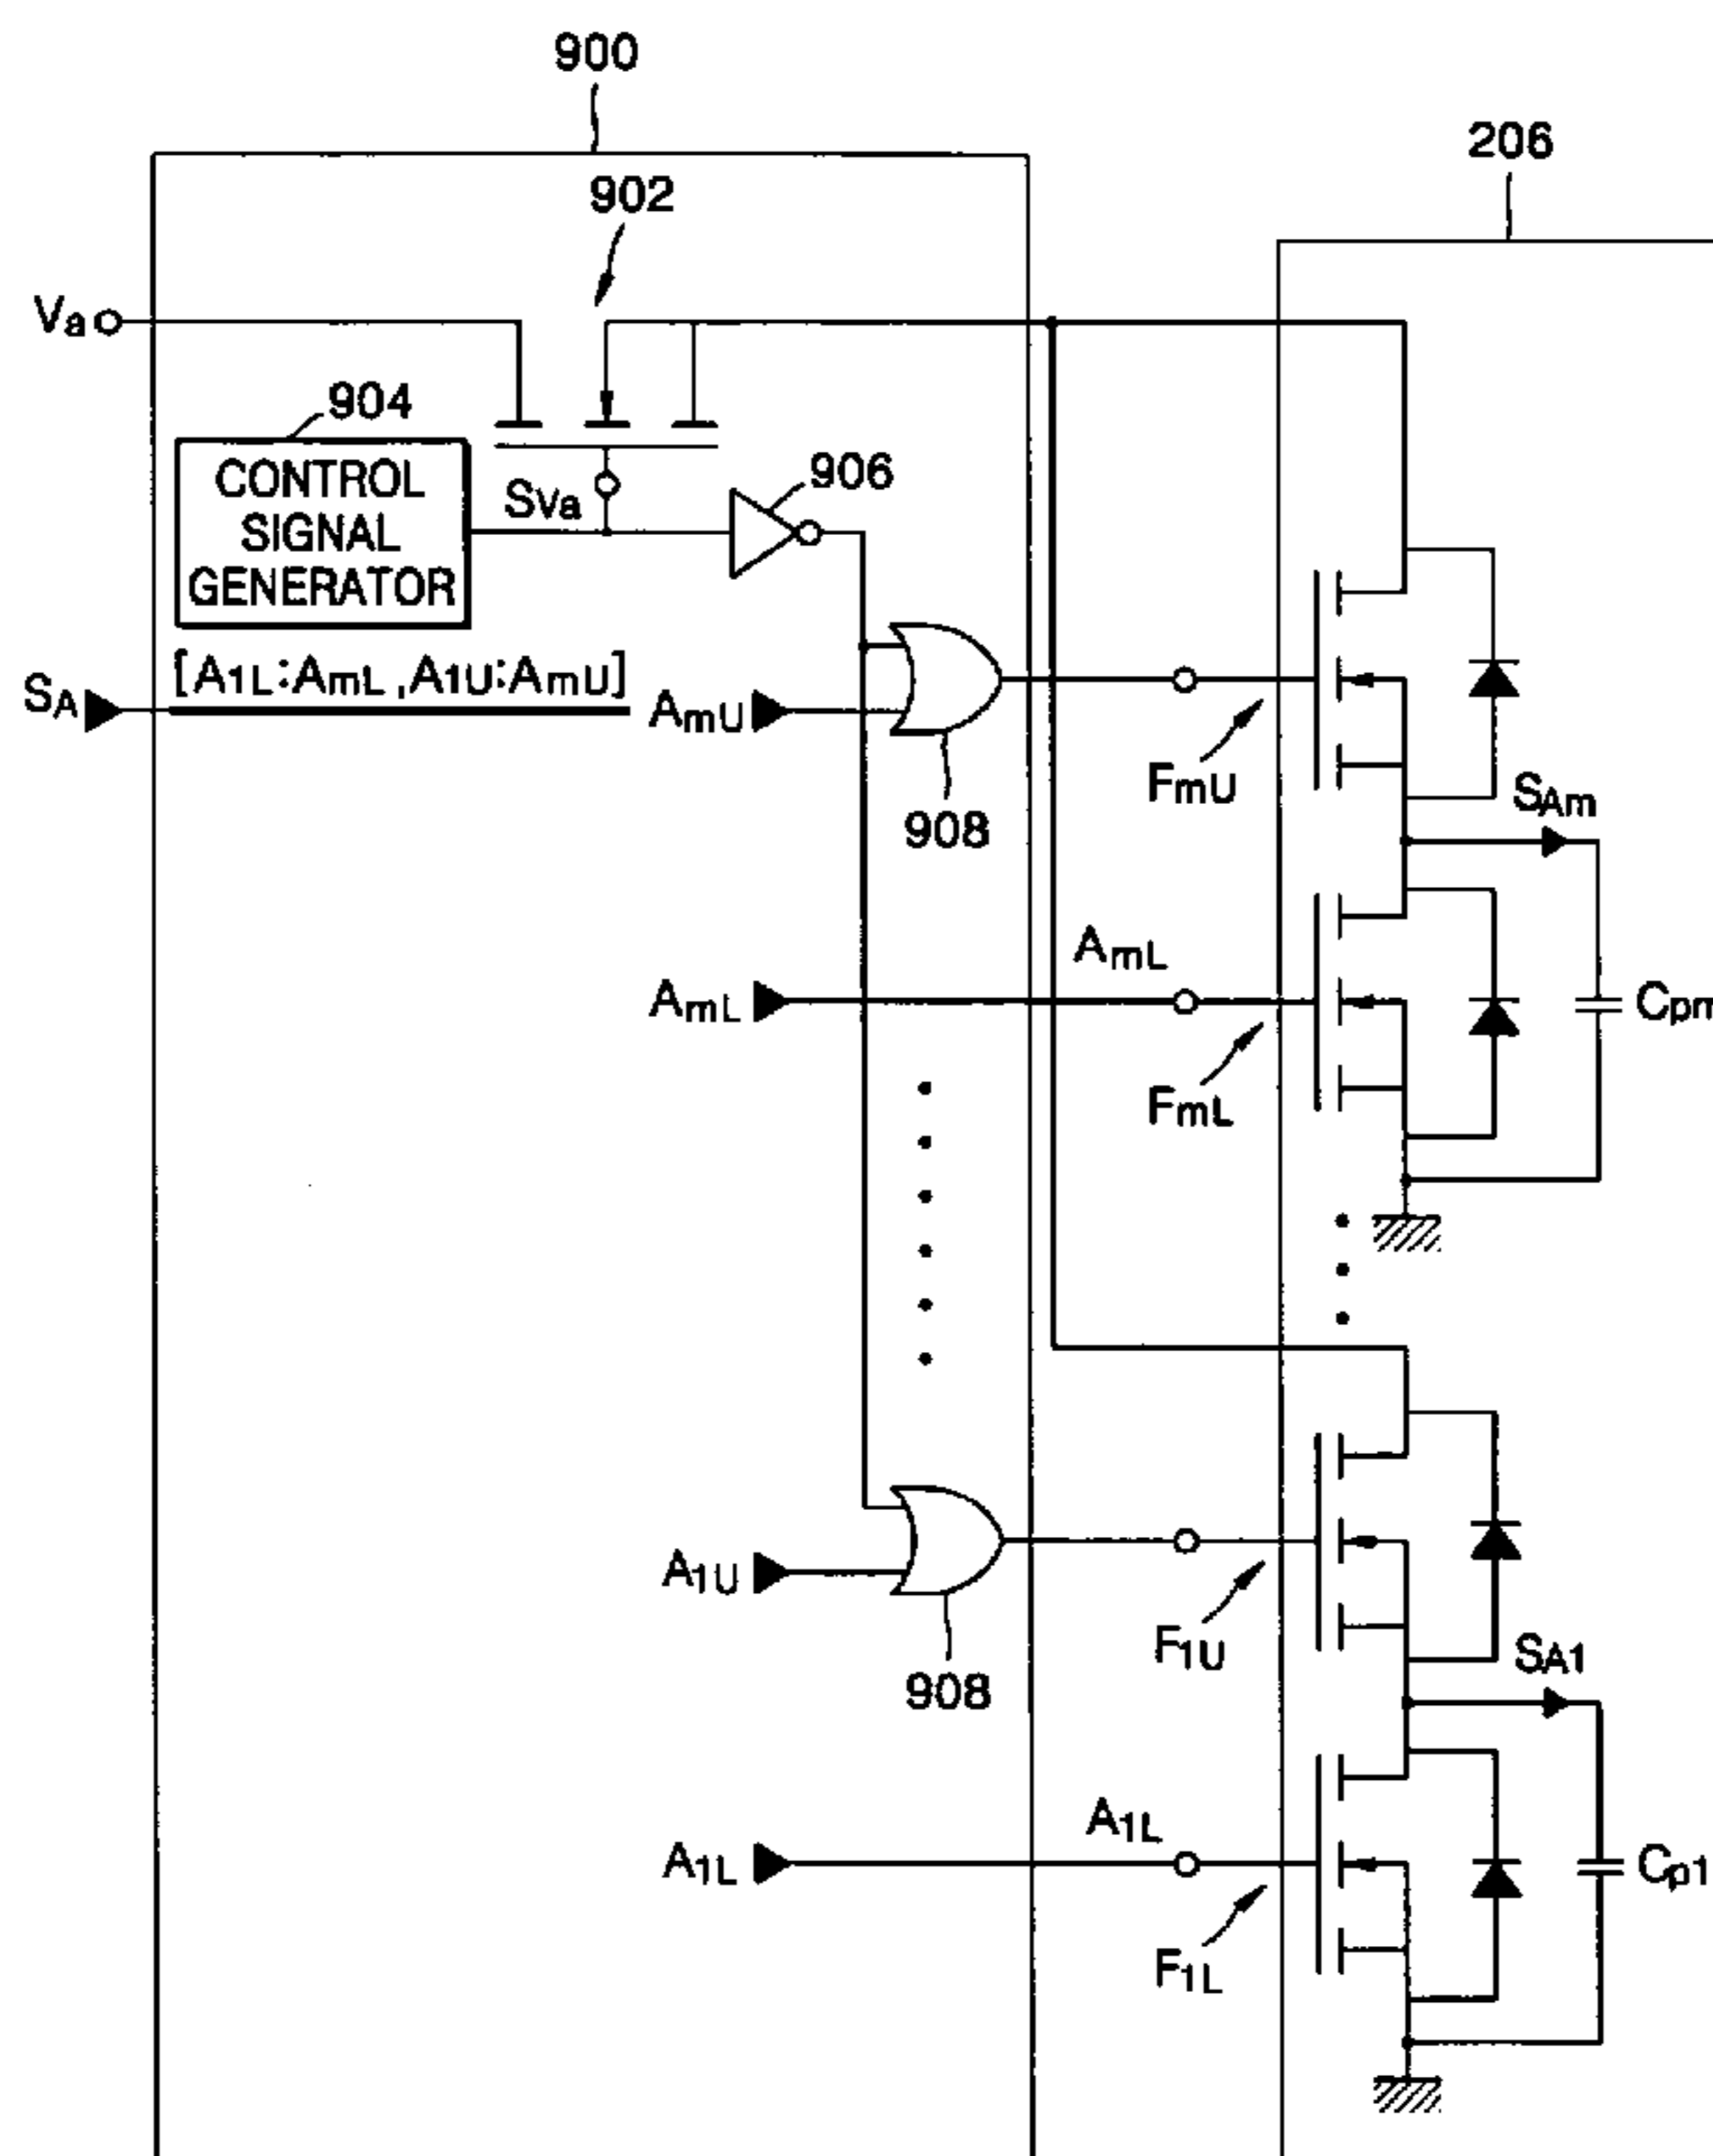 900
206
902
Va
904
CONTROL
SIGNAL
GENERATOR
SVa
906
SA
[A1L:AmL,A1U:AmU]
AmU
908
FmU
SAm
AmL
AmL
FmL
A1U
908
F1U
SA1
A1L
A1L
F1L
Cp1